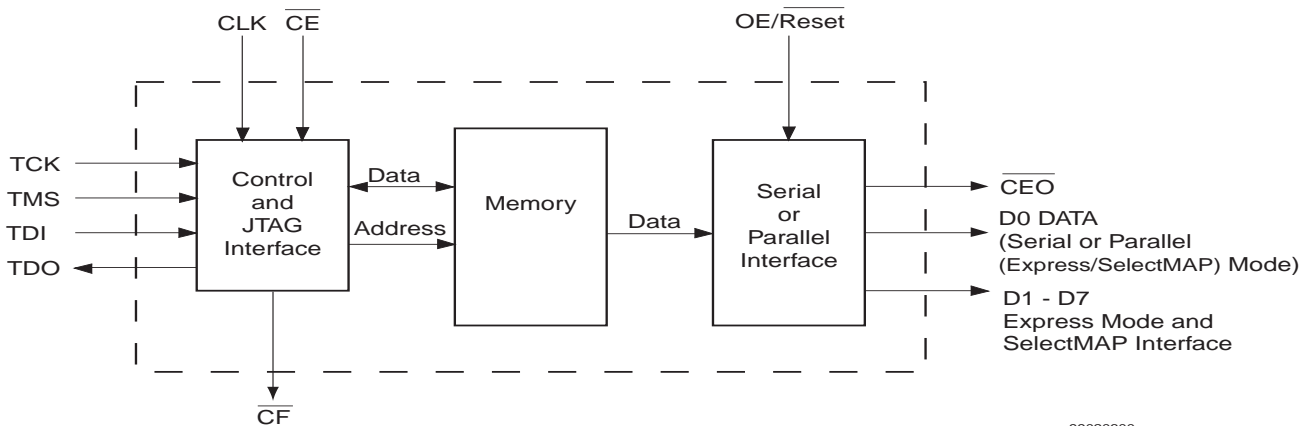 CLK CE OE/Reset
TCK
TMS
TDI
TDO
Control
and
JTAG
Interface
Data
Address
Memory
Data
Serial
or
Parallel
Interface
CEO
D0 DATA
(Serial or Parallel
(Express/SelectMAP) Mode)
D1 - D7
Express Mode and
SelectMAP Interface
CF